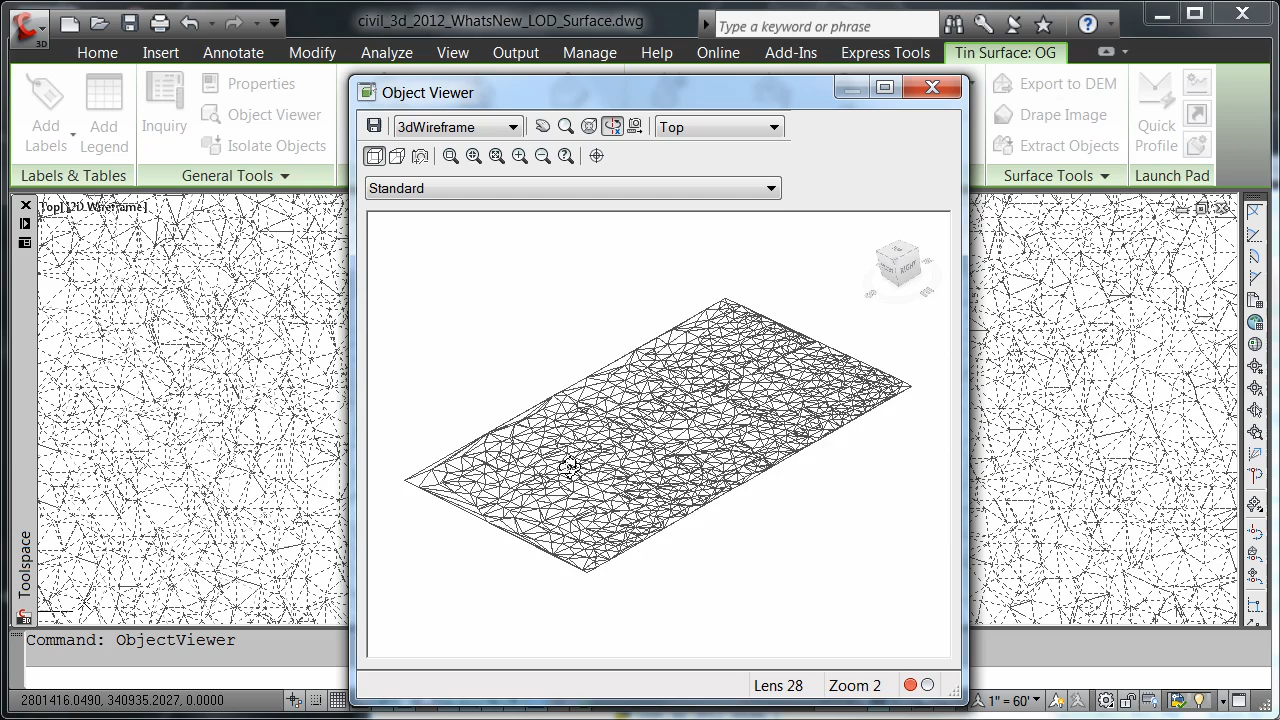 civil_3d_2012_WhatsNew_LOD_Surface.dwg
Type a keyword or phrase
3D
Home Insert Annotate Modify Analyze View Output Manage Help Online Add-Ins Express Tools Tin Surface: OG
Add Labels
Add Legend
Inquiry
Properties
Object Viewer
Isolate Objects
Export to DEM
Drape Image
Extract Objects
Quick Profile
Labels & Tables
General Tools
Surface Tools
Launch Pad
Object Viewer
3dWireframe
Top
Standard
Top][2D Wireframe]
TOP
RIGHT
Toolspace
Command: ObjectViewer
Lens 28
Zoom 2
2801416.0490, 340935.2027, 0.0000
1" = 60'